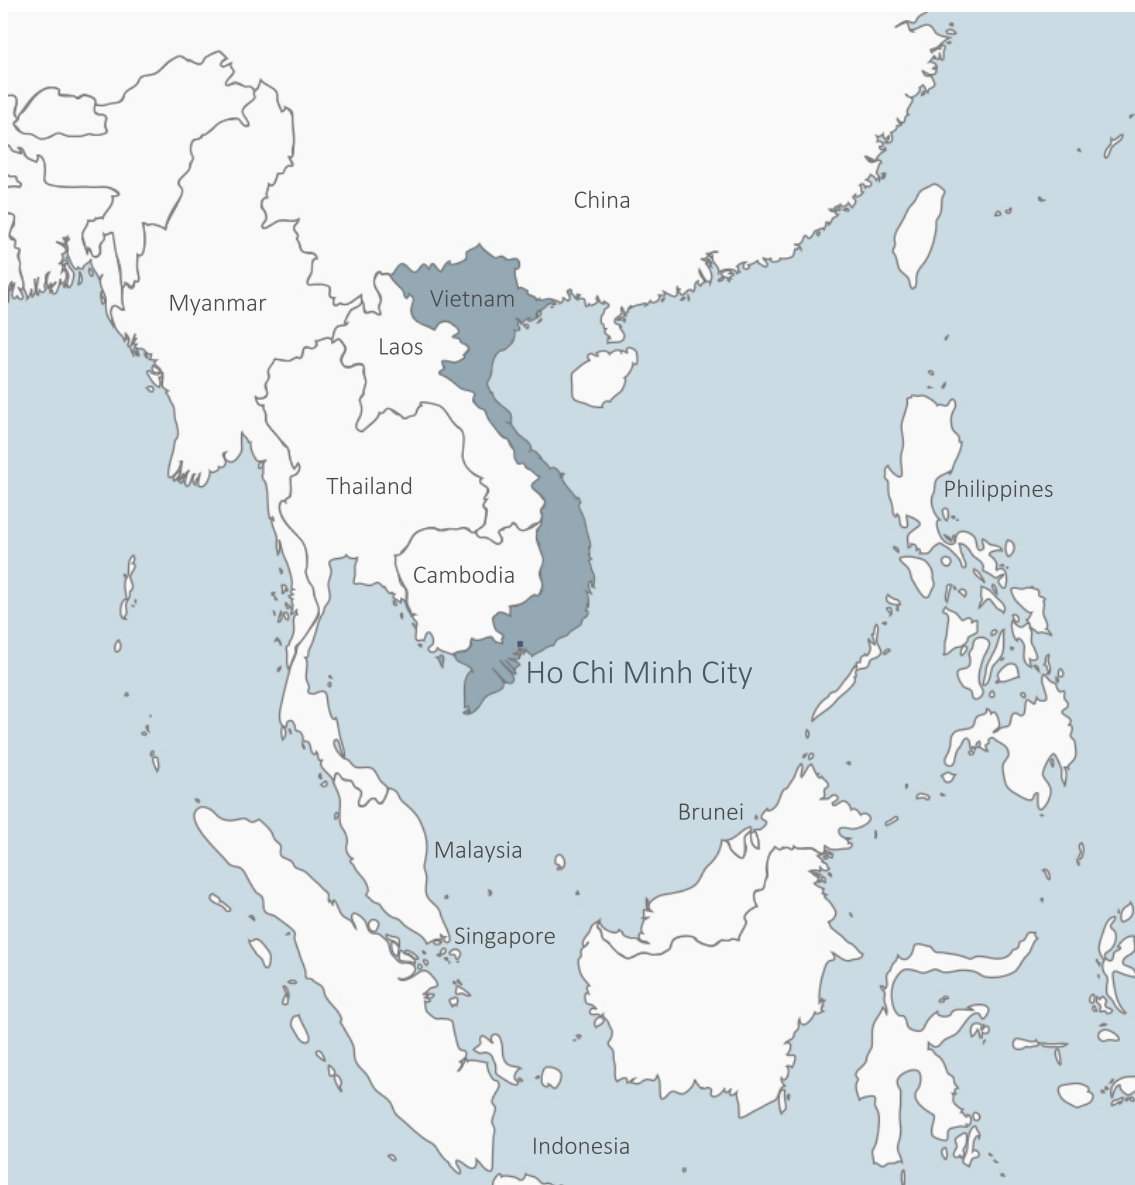 China
Vietnam
Myanmar
Laos
Thailand
Philippines
Cambodia
Ho Chi Minh City
Brunei
Malaysia
Singapore
Indonesia